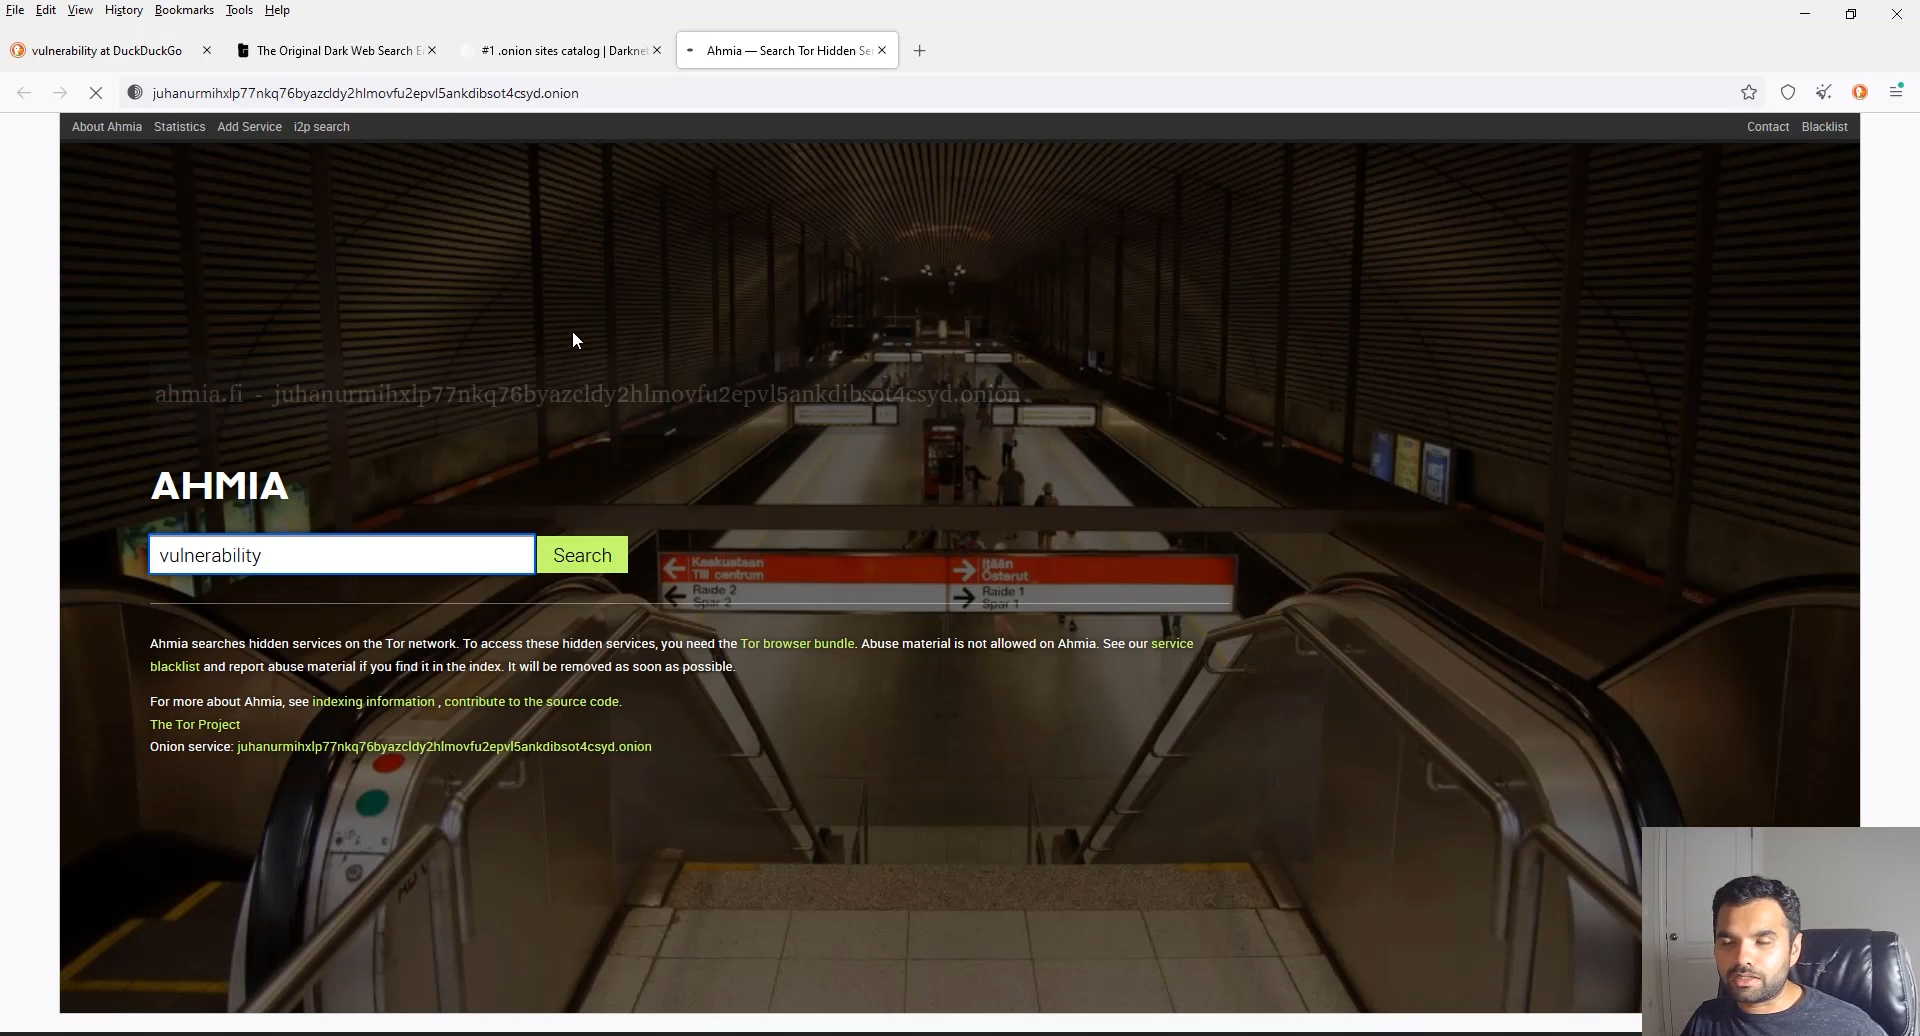 File Edit View History Bookmarks Tools Help
vulnerability at DuckDuckGo
The Original Dark Web Search E
#1 .onion sites catalog | Darknet
Ahmia — Search Tor Hidden Se
juhanurmihxlp77nkq76byazcldy2hlmovfu2epvl5ankdibsot4csyd.onion
About Ahmia Statistics Add Service i2p search Contact Blacklist
ahmia.fi - juhanurmihxlp77nkq76byazcldy2hlmovfu2epvl5ankdibsot4csyd.onion
AHMIA
vulnerability Search
Keskustaan
Till centrum
Raide 2
Spar 2
Itään
Österut
Raide 1
Spar 1
Ahmia searches hidden services on the Tor network. To access these hidden services, you need the Tor browser bundle. Abuse material is not allowed on Ahmia. See our service
blacklist and report abuse material if you find it in the index. It will be removed as soon as possible.
For more about Ahmia, see indexing information , contribute to the source code.
The Tor Project
Onion service: juhanurmihxlp77nkq76byazcldy2hlmovfu2epvl5ankdibsot4csyd.onion